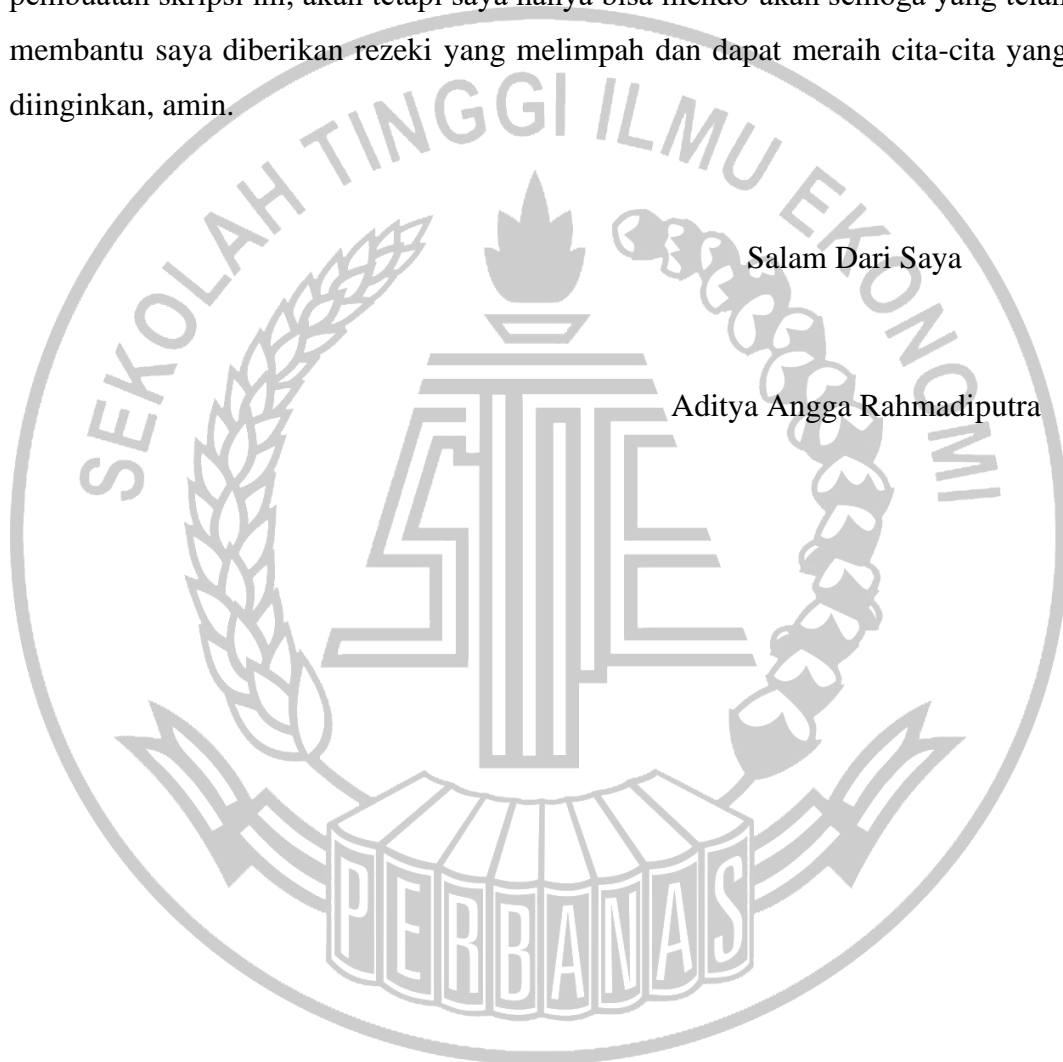 pembuatan skripsi ini, akan tetapi saya hanya bisa mendo'akan semoga yang telah
membantu saya diberikan rezeki yang melimpah dan dapat meraih cita-cita yang
diinginkan, amin.
SEKOLAH TINGGI ILMU EKONOMI
Salam Dari Saya
Aditya Angga Rahmadiputra
STIE
PERBANAS